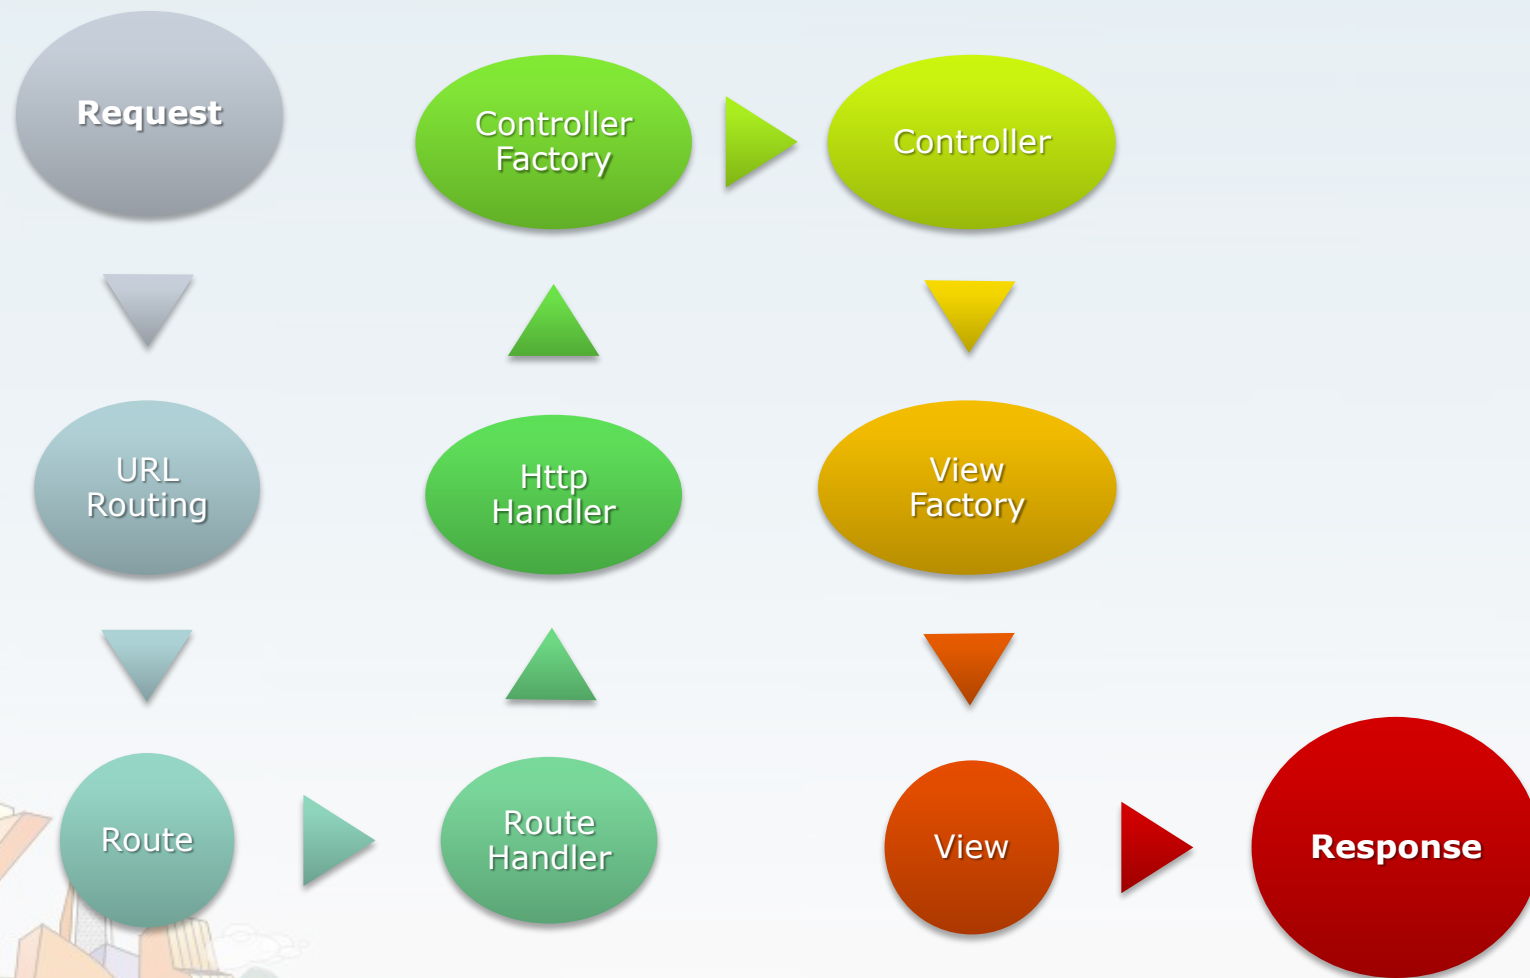 Request
URL
Routing
Route
Route
Handler
Http
Handler
Controller
Factory
Controller
View
Factory
View
Response